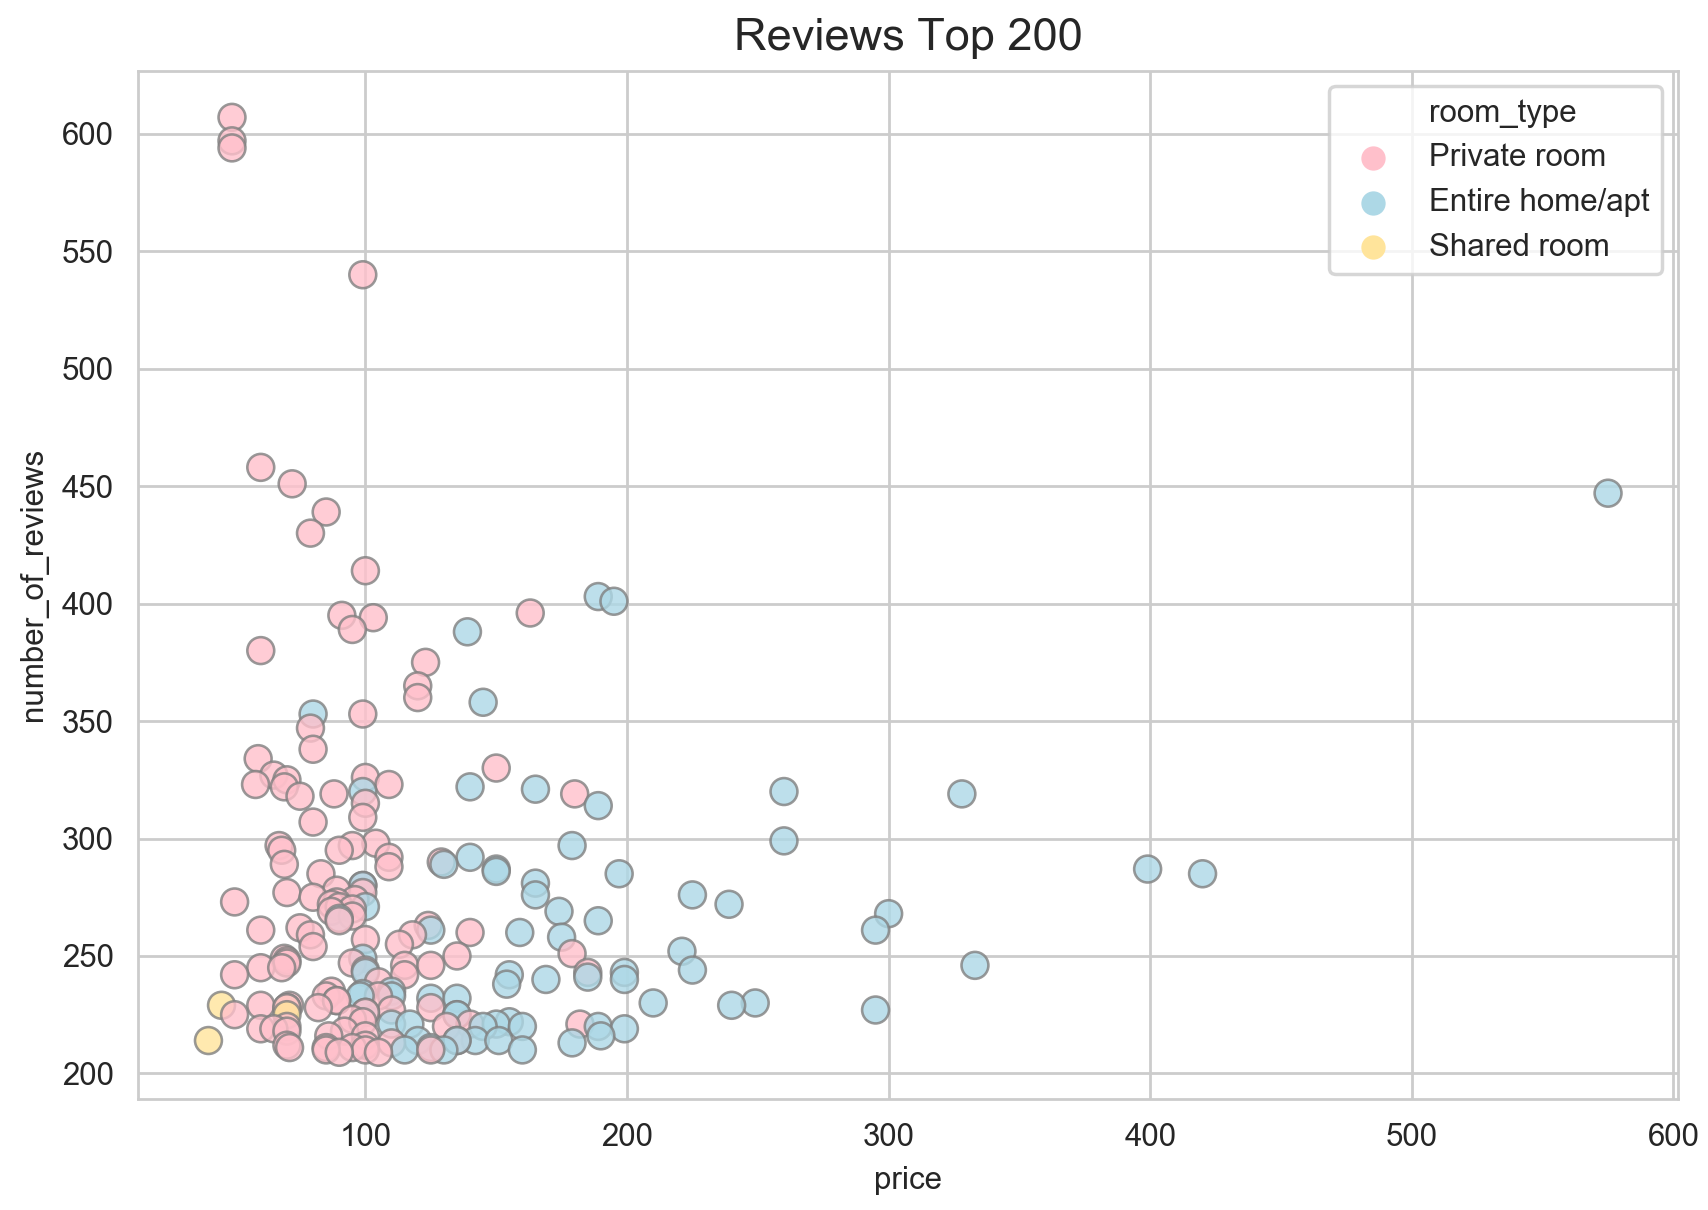 Reviews Top 200
room_type
Private room
Entire home/apt
Shared room
number_of_reviews
600
550
500
450
400
350
300
250
200
100 200 300 400 500 600
price